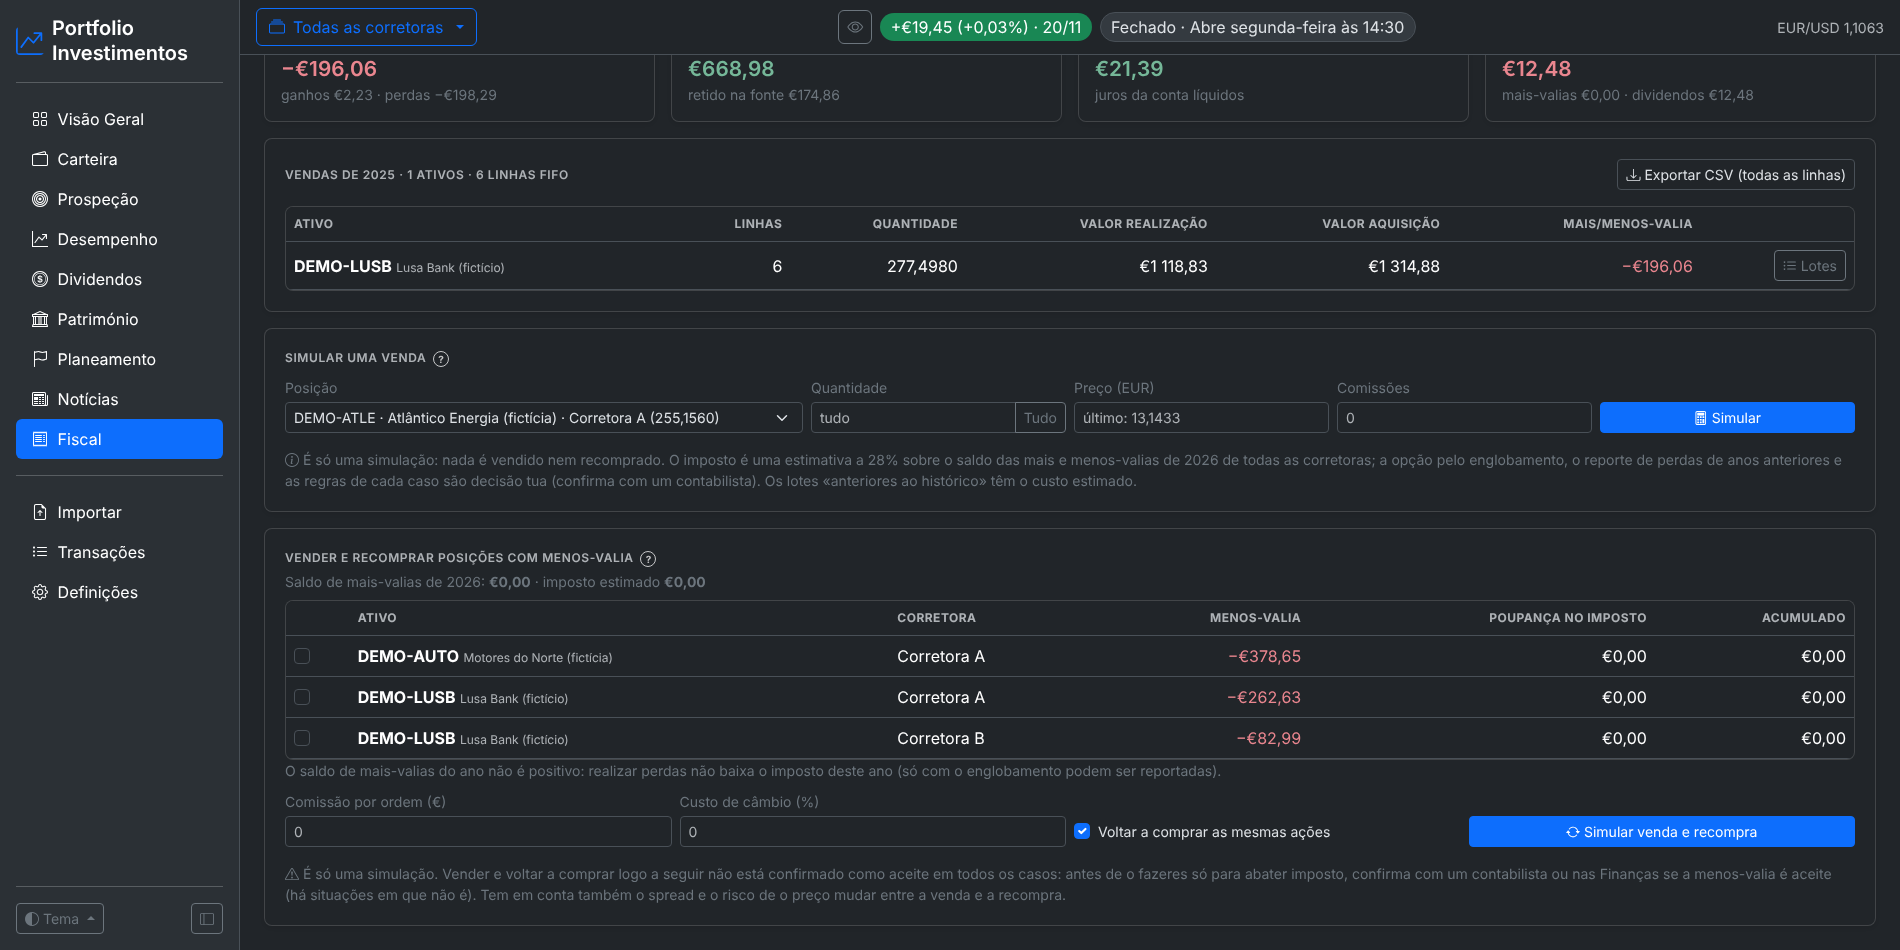 Portfolio
Investimentos
Todas as corretoras
+€19,45 (+0,03%) · 20/11
Fechado · Abre segunda-feira às 14:30
EUR/USD 1,1063
Visão Geral
Carteira
Prospeção
Desempenho
Dividendos
Património
Planeamento
Notícias
Fiscal
Importar
Transações
Definições
Tema
−€196,06
ganhos €2,23 · perdas −€198,29
€668,98
retido na fonte €174,86
€21,39
juros da conta líquidos
€12,48
mais-valias €0,00 · dividendos €12,48
VENDAS DE 2025 · 1 ATIVOS · 6 LINHAS FIFO
Exportar CSV (todas as linhas)
ATIVO LINHAS QUANTIDADE VALOR REALIZAÇÃO VALOR AQUISIÇÃO MAIS/MENOS-VALIA
DEMO-LUSB Lusa Bank (fictício) 6 277,4980 €1 118,83 €1 314,88 −€196,06 Lotes
SIMULAR UMA VENDA ?
Posição Quantidade Preço (EUR) Comissões
DEMO-ATLE · Atlântico Energia (fictícia) · Corretora A (255,1560) tudo Tudo último: 13,1433 0 Simular
É só uma simulação: nada é vendido nem recomprado. O imposto é uma estimativa a 28% sobre o saldo das mais e menos-valias de 2026 de todas as corretoras; a opção pelo englobamento, o reporte de perdas de anos anteriores e
as regras de cada caso são decisão tua (confirma com um contabilista). Os lotes «anteriores ao histórico» têm o custo estimado.
VENDER E RECOMPRAR POSIÇÕES COM MENOS-VALIA ?
Saldo de mais-valias de 2026: €0,00 · imposto estimado €0,00
ATIVO CORRETORA MENOS-VALIA POUPANÇA NO IMPOSTO ACUMULADO
DEMO-AUTO Motores do Norte (fictícia) Corretora A −€378,65 €0,00 €0,00
DEMO-LUSB Lusa Bank (fictício) Corretora A −€262,63 €0,00 €0,00
DEMO-LUSB Lusa Bank (fictício) Corretora B −€82,99 €0,00 €0,00
O saldo de mais-valias do ano não é positivo: realizar perdas não baixa o imposto deste ano (só com o englobamento podem ser reportadas).
Comissão por ordem (€) Custo de câmbio (%)
0 0 Voltar a comprar as mesmas ações Simular venda e recompra
É só uma simulação. Vender e voltar a comprar logo a seguir não está confirmado como aceite em todos os casos: antes de o fazeres só para abater imposto, confirma com um contabilista ou nas Finanças se a menos-valia é aceite
(há situações em que não é). Tem em conta também o spread e o risco de o preço mudar entre a venda e a recompra.